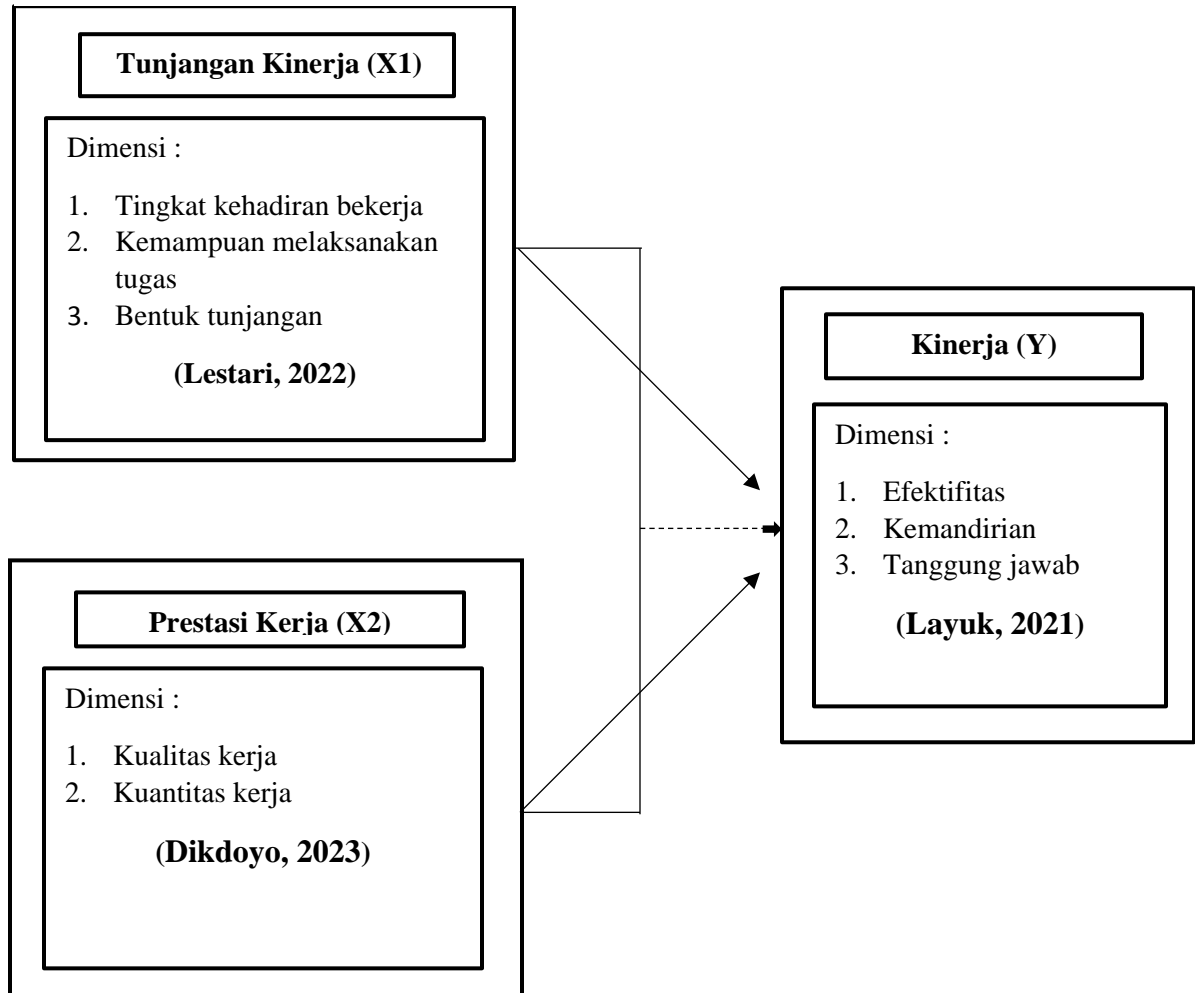 Tunjangan Kinerja (X1)
Dimensi :
1. Tingkat kehadiran bekerja
2. Kemampuan melaksanakan
tugas
3. Bentuk tunjangan
(Lestari, 2022)
Prestasi Kerja (X2)
Dimensi :
1. Kualitas kerja
2. Kuantitas kerja
(Dikdoyo, 2023)
Kinerja (Y)
Dimensi :
1. Efektifitas
2. Kemandirian
3. Tanggung jawab
(Layuk, 2021)